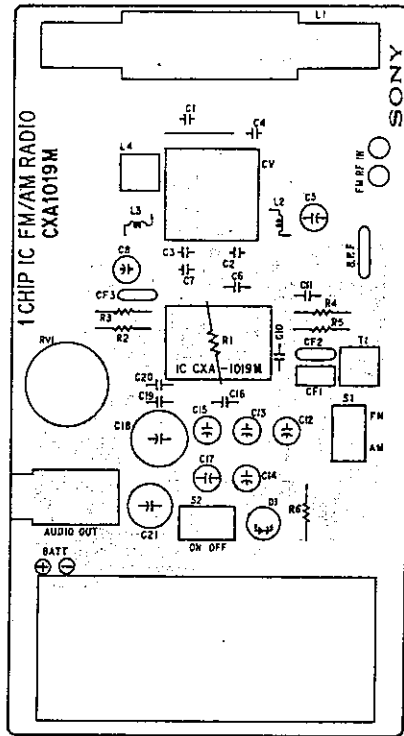 L1
SONY
1 CHIP IC FM/AM RADIO
CXA1019M
C1
C4
L4
CV
FM RF IN
L3
L2
C5
C8
C3
C2
B.P.F
C7
C6
CF3
C11
R3
R4
R2
R1
C10
R5
RV1
IC CXA-1019M
CF2
T2
C20
CF1
C19
C16
S1
FM
C18
C15
C13
C12
AM
C17
C14
S2
D1
R6
C21
AUDIO OUT
ON OFF
BATT
+ −